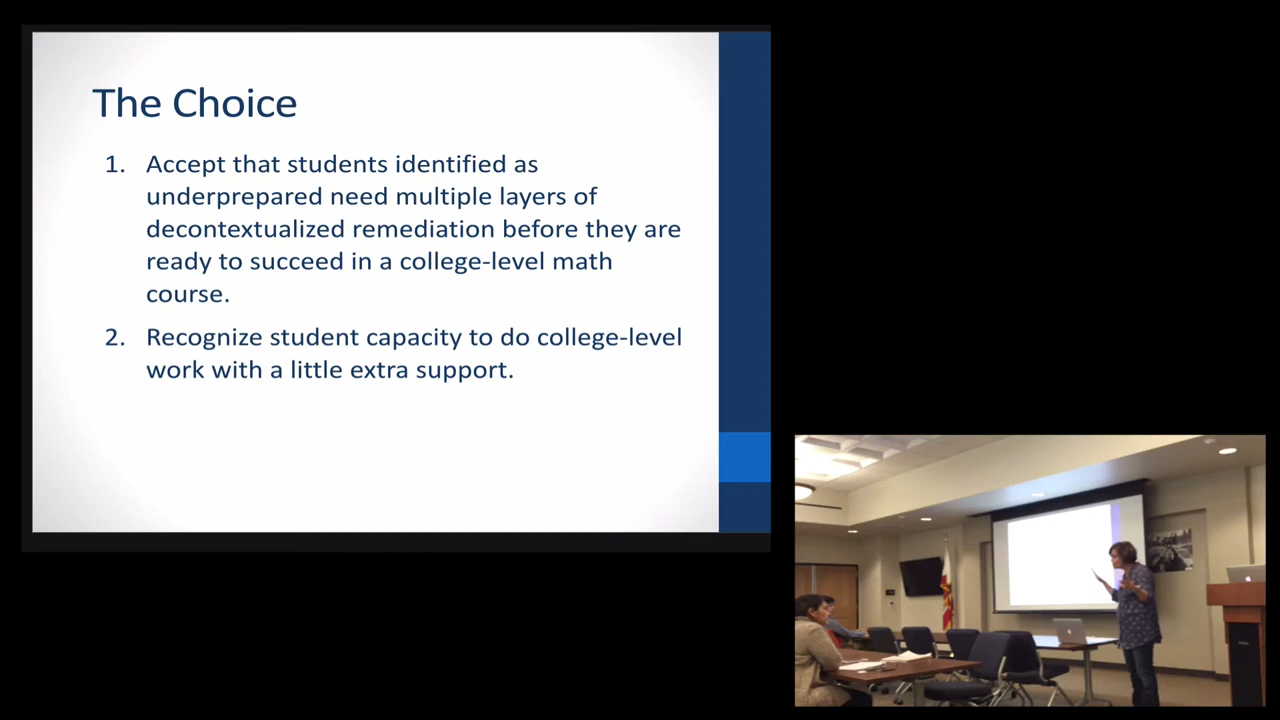 The Choice
1. Accept that students identified as
underprepared need multiple layers of
decontextualized remediation before they are
ready to succeed in a college-level math
course.
2. Recognize student capacity to do college-level
work with a little extra support.